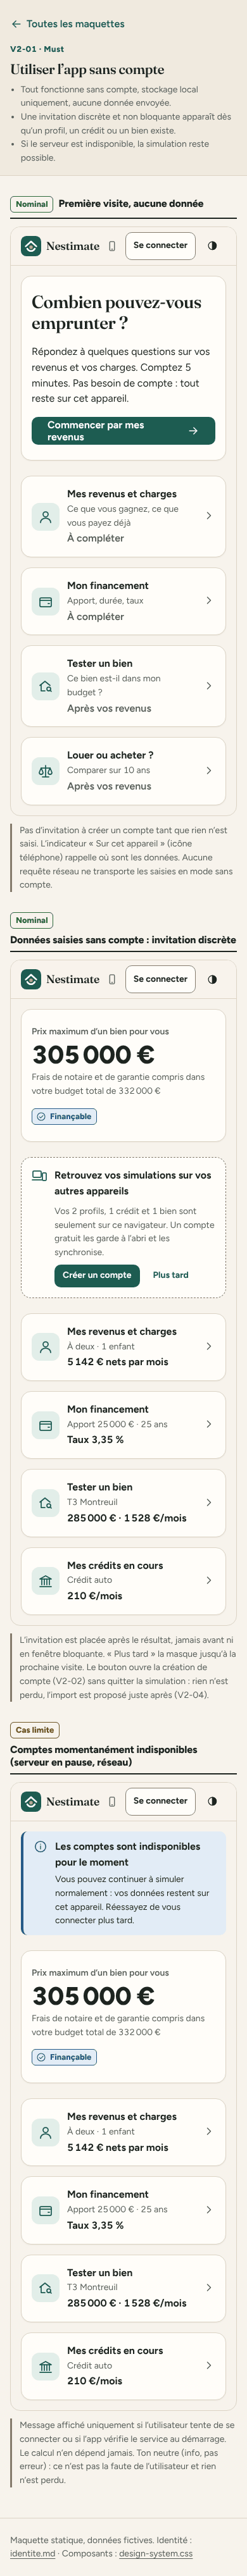 ← Toutes les maquettes
V2-01 · Must
Utiliser l’app sans compte
• Tout fonctionne sans compte, stockage local
uniquement, aucune donnée envoyée.
• Une invitation discrète et non bloquante apparaît dès
qu’un profil, un crédit ou un bien existe.
• Si le serveur est indisponible, la simulation reste
possible.
Nominal Première visite, aucune donnée
Nestimate Se connecter
Combien pouvez-vous
emprunter ?
Répondez à quelques questions sur vos
revenus et vos charges. Comptez 5
minutes. Pas besoin de compte : tout
reste sur cet appareil.
Commencer par mes
revenus
Mes revenus et charges
Ce que vous gagnez, ce que
vous payez déjà
À compléter
Mon financement
Apport, durée, taux
À compléter
Tester un bien
Ce bien est-il dans mon
budget ?
Après vos revenus
Louer ou acheter ?
Comparer sur 10 ans
Après vos revenus
Pas d’invitation à créer un compte tant que rien n’est
saisi. L’indicateur « Sur cet appareil » (icône
téléphone) rappelle où sont les données. Aucune
requête réseau ne transporte les saisies en mode sans
compte.
Nominal
Données saisies sans compte : invitation discrète
Nestimate Se connecter
Prix maximum d’un bien pour vous
305 000 €
Frais de notaire et de garantie compris dans
votre budget total de 332 000 €
Finançable
Retrouvez vos simulations sur vos
autres appareils
Vos 2 profils, 1 crédit et 1 bien sont
seulement sur ce navigateur. Un compte
gratuit les garde à l’abri et les
synchronise.
Créer un compte Plus tard
Mes revenus et charges
À deux · 1 enfant
5 142 € nets par mois
Mon financement
Apport 25 000 € · 25 ans
Taux 3,35 %
Tester un bien
T3 Montreuil
285 000 € · 1 528 €/mois
Mes crédits en cours
Crédit auto
210 €/mois
L’invitation est placée après le résultat, jamais avant ni
en fenêtre bloquante. « Plus tard » la masque jusqu’à la
prochaine visite. Le bouton ouvre la création de
compte (V2-02) sans quitter la simulation : rien n’est
perdu, l’import est proposé juste après (V2-04).
Cas limite
Comptes momentanément indisponibles
(serveur en pause, réseau)
Nestimate Se connecter
Les comptes sont indisponibles
pour le moment
Vous pouvez continuer à simuler
normalement : vos données restent sur
cet appareil. Réessayez de vous
connecter plus tard.
Prix maximum d’un bien pour vous
305 000 €
Frais de notaire et de garantie compris dans
votre budget total de 332 000 €
Finançable
Mes revenus et charges
À deux · 1 enfant
5 142 € nets par mois
Mon financement
Apport 25 000 € · 25 ans
Taux 3,35 %
Tester un bien
T3 Montreuil
285 000 € · 1 528 €/mois
Mes crédits en cours
Crédit auto
210 €/mois
Message affiché uniquement si l’utilisateur tente de se
connecter ou si l’app vérifie le service au démarrage.
Le calcul n’en dépend jamais. Ton neutre (info, pas
erreur) : ce n’est pas la faute de l’utilisateur et rien
n’est perdu.
Maquette statique, données fictives. Identité :
identite.md · Composants : design-system.css